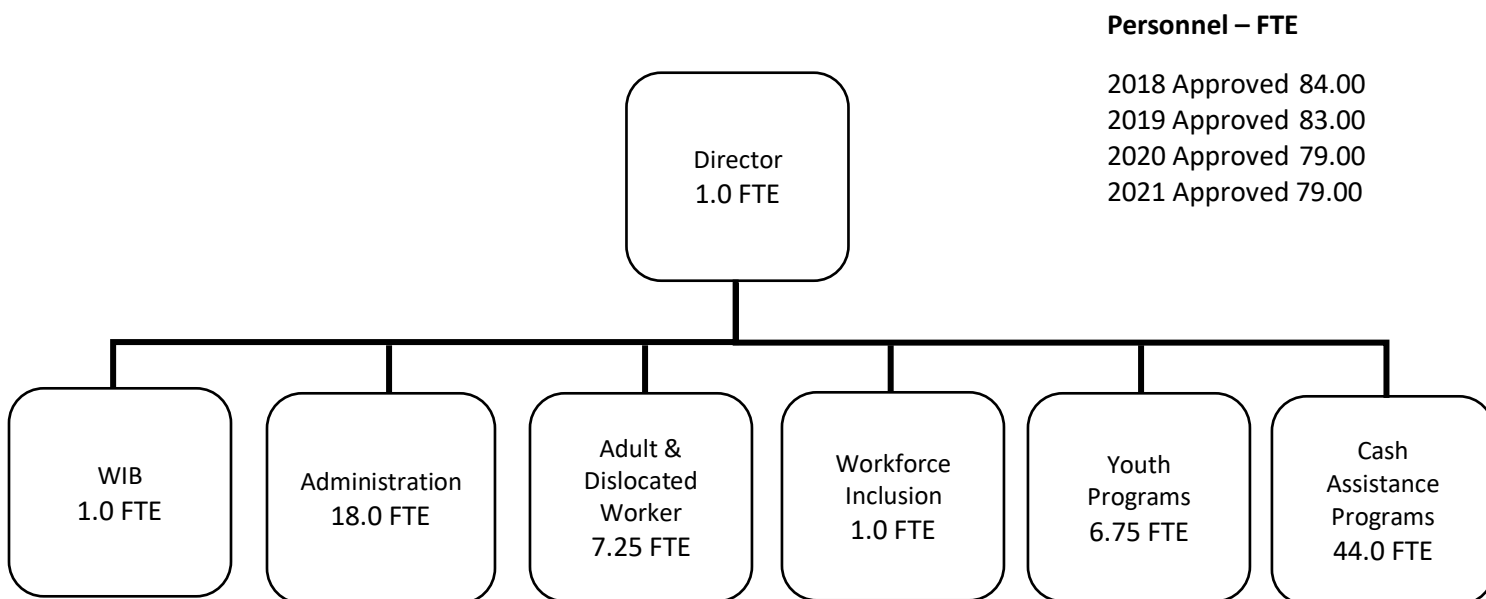 Personnel – FTE
2018 Approved 84.00
2019 Approved 83.00
2020 Approved 79.00
2021 Approved 79.00
Director
1.0 FTE
WIB
1.0 FTE
Administration
18.0 FTE
Adult &
Dislocated
Worker
7.25 FTE
Workforce
Inclusion
1.0 FTE
Youth
Programs
6.75 FTE
Cash
Assistance
Programs
44.0 FTE